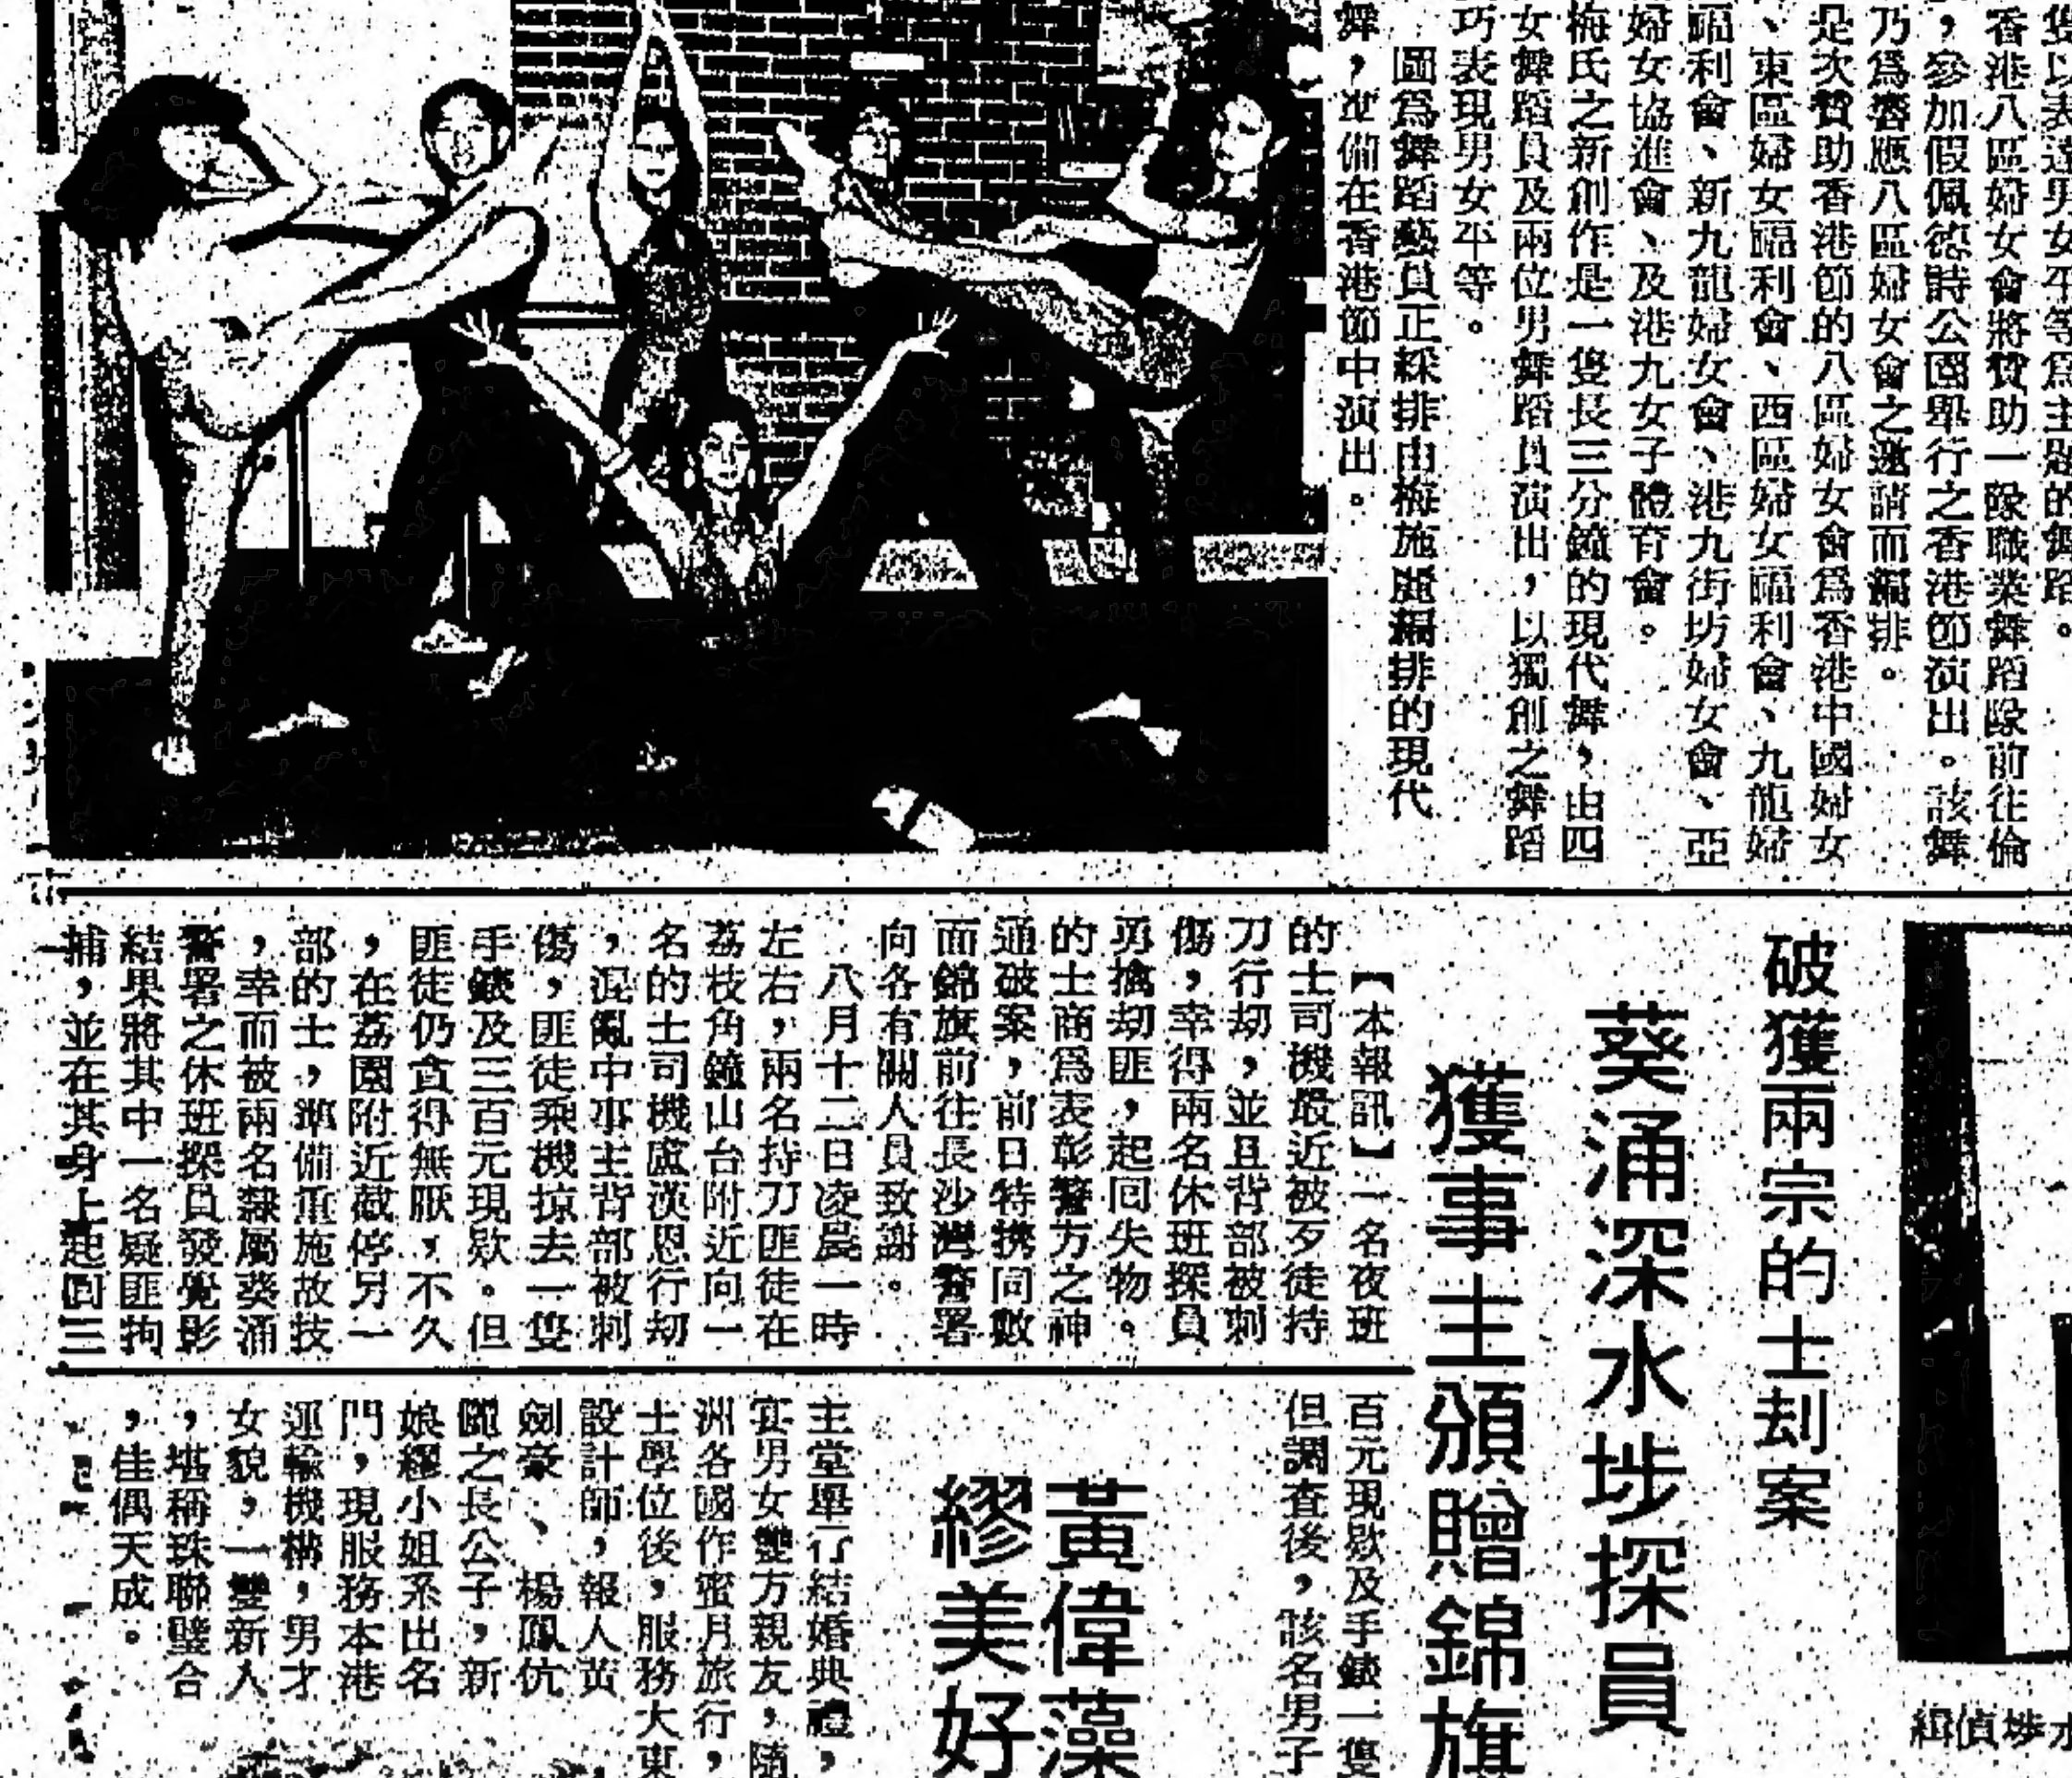 隻以表達男女平等為主題的舞蹈。
香港八區婦女會將贊助一隊職業舞蹈隊前往倫
，參加假佩德詩公園舉行之香港節演出。該舞
乃為響應八區婦女會之邀請而編排。
是次贊助香港節的八區婦女會為香港中國婦女
、東區婦女福利會、西區婦女福利會、九龍婦
福利會、新九龍婦女會、港九街坊婦女會、亞
婦女協進會、及港九女子體育會。
梅氏之新創作是一隻長三分鐘的現代舞，由四
女舞蹈員及兩位男舞蹈員演出，以獨創之舞蹈
巧表現男女平等。
圖為舞蹈藝員正綵排由梅施麗編排的現代
舞，準備在香港節中演出。
水埗偵緝
破獲兩宗的士刦案
葵涌深水埗探員
獲事主頒贈錦旗
【本報訊】一名夜班
的士司機最近被歹徒持
刀行刧，並且背部被刺
傷，幸得兩名休班探員
勇擒刧匪，起回失物。
的士商為表彰警方之神
通破案，前日特携同數
面錦旗前往長沙灣警署
向各有關人員致謝。
八月十二日凌晨一時
左右，兩名持刀匪徒在
荔枝角鐘山台附近向一
名的士司機盧漢恩行刧
，混亂中事主背部被刺
傷，匪徒乘機掠去一隻
手錶及三百元現欵。但
匪徒仍貪得無厭，不久
，在荔園附近截停另一
部的士，準備重施故技
，幸而被兩名隸屬葵涌
警署之休班探員發覺影
結果將其中一名疑匪拘
捕，並在其身上起回三
百元現欵及手錶一隻
但調查後，該名男子
黃偉藻
繆美好
主堂舉行結婚典禮，
宴男女雙方親友，隨
洲各國作蜜月旅行，
士學位後，服務大東
設計師，報人黃
劍豪、楊鳳伉
儷之長公子，新
娘繆小姐系出名
門，現服務本港
運輸機構，男才
女貌，一雙新人
，堪稱珠聯璧合
，佳偶天成。